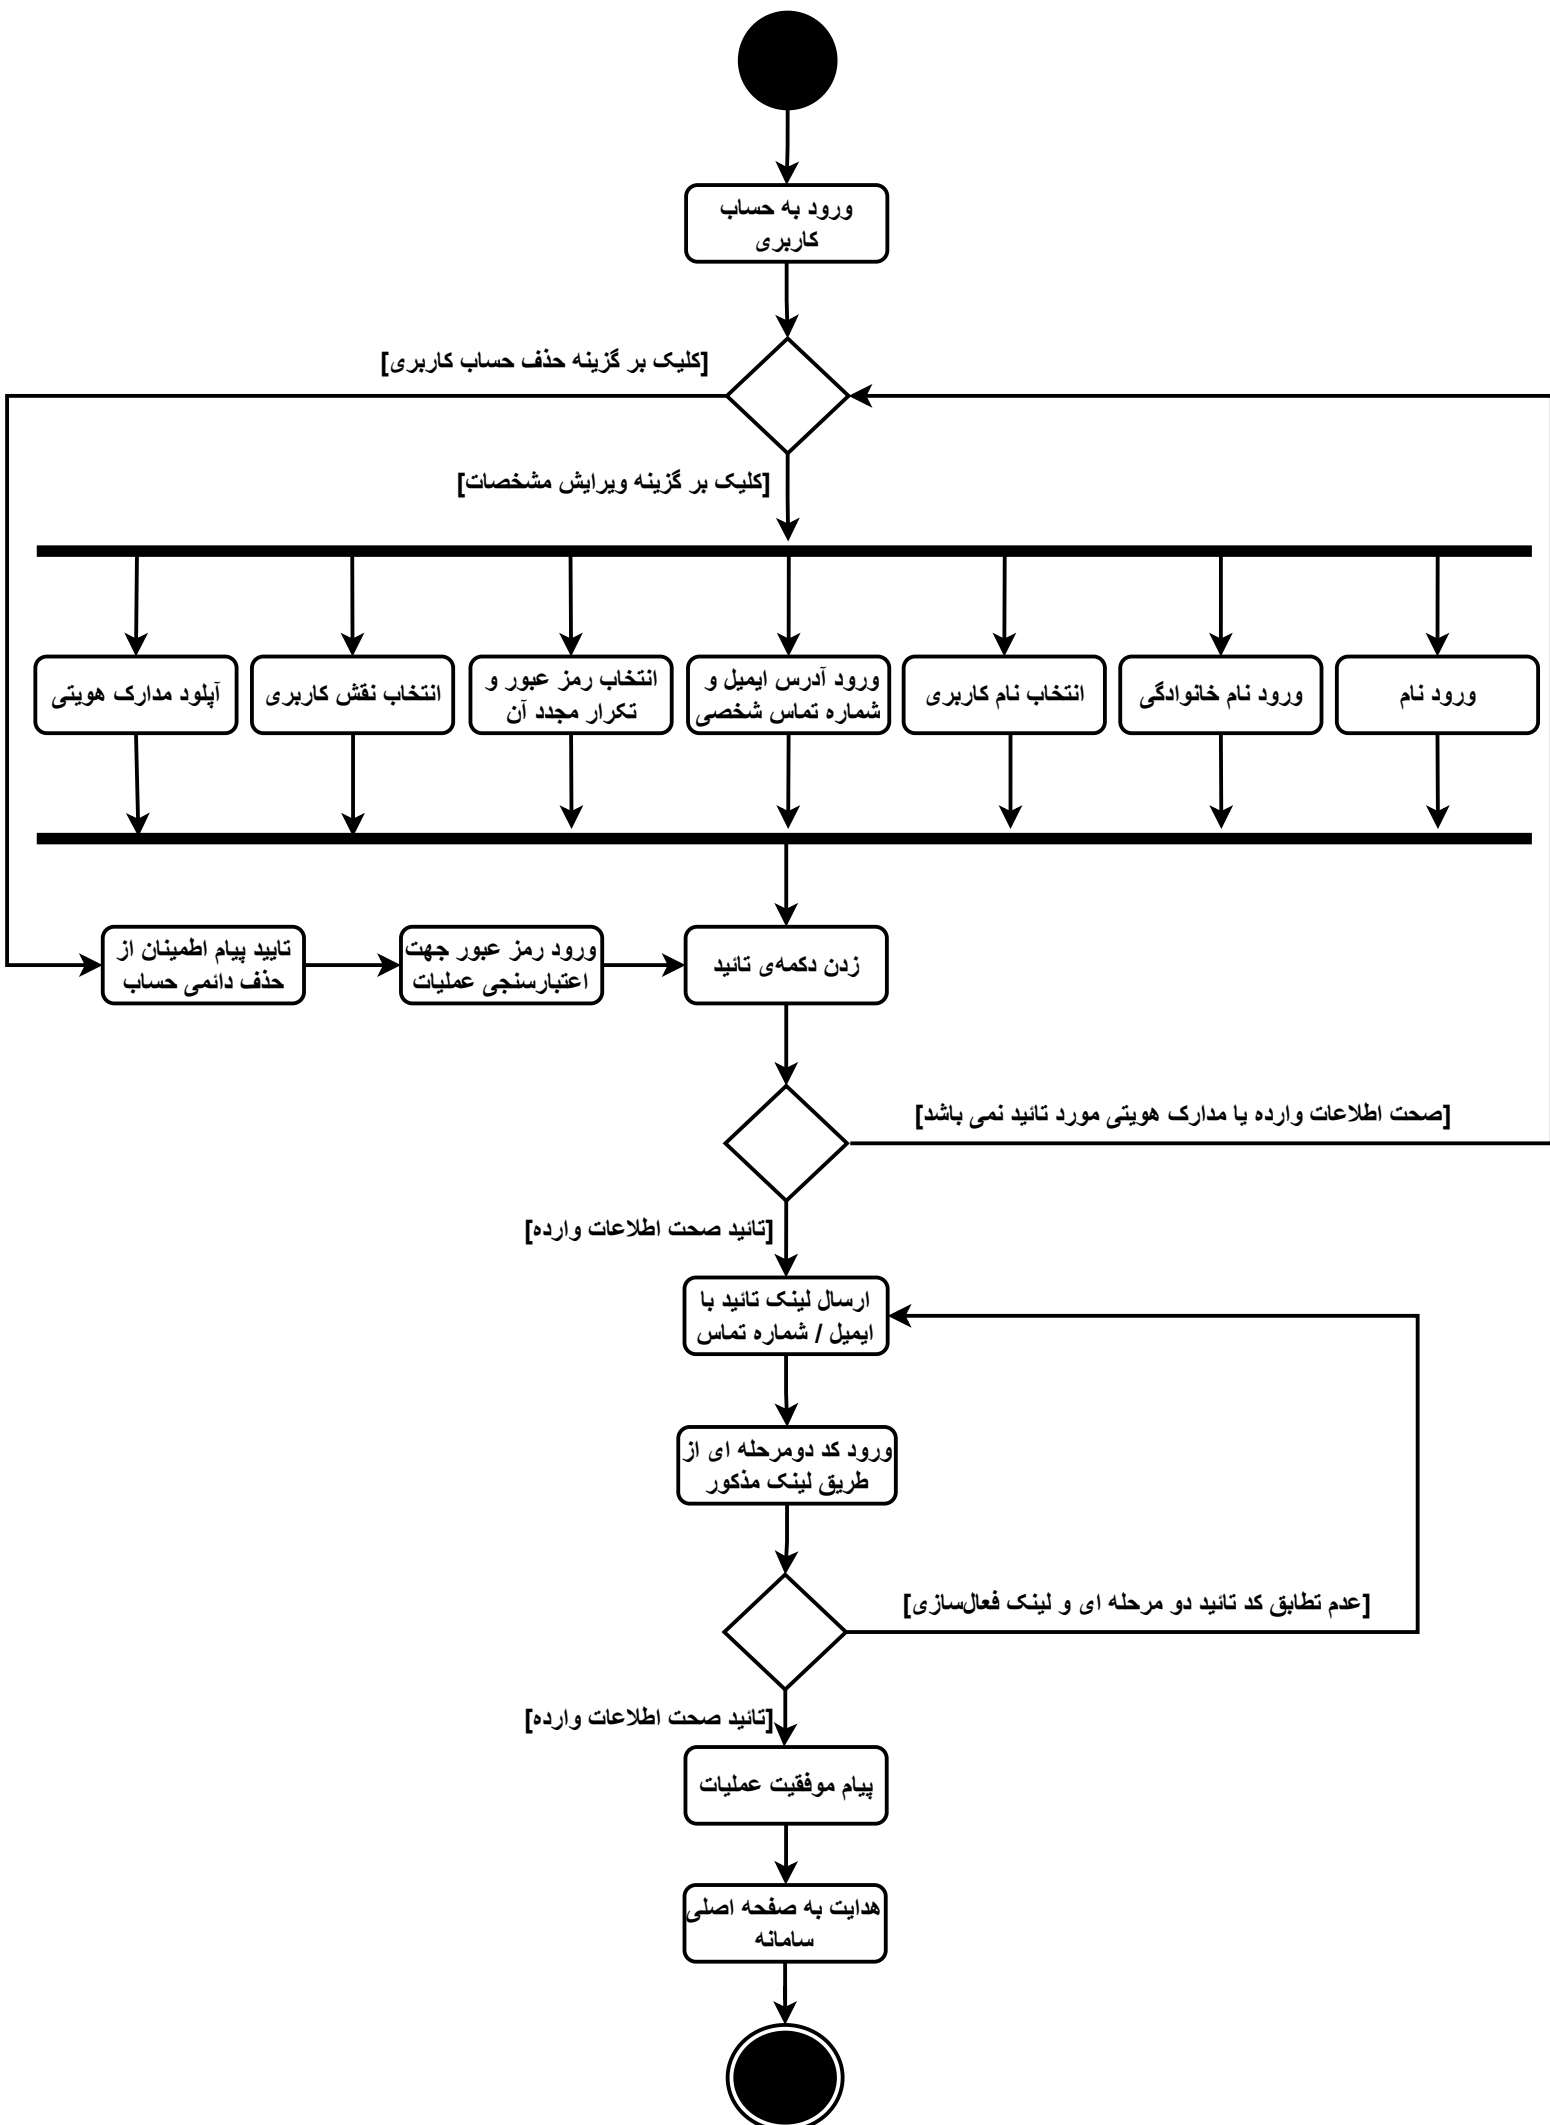 ورود به حساب
کاربری
[کلیک بر گزینه حذف حساب کاربری]
[کلیک بر گزینه ویرایش مشخصات]
ورود نام
ورود نام خانوادگی
انتخاب نام کاربری
ورود آدرس ایمیل و
شماره تماس شخصی
انتخاب رمز عبور و
تکرار مجدد آن
انتخاب نقش کاربری
آپلود مدارک هویتی
تایید پیام اطمینان از
حذف دائمی حساب
ورود رمز عبور جهت
اعتبارسنجی عملیات
زدن دکمه‌ی تائید
[صحت اطلاعات وارده یا مدارک هویتی مورد تائید نمی باشد]
[تائید صحت اطلاعات وارده]
ارسال لینک تائید با
ایمیل / شماره تماس
ورود کد دومرحله ای از
طریق لینک مذکور
[عدم تطابق کد تائید دو مرحله ای و لینک فعال‌سازی]
[تائید صحت اطلاعات وارده]
پیام موفقیت عملیات
هدایت به صفحه اصلی
سامانه